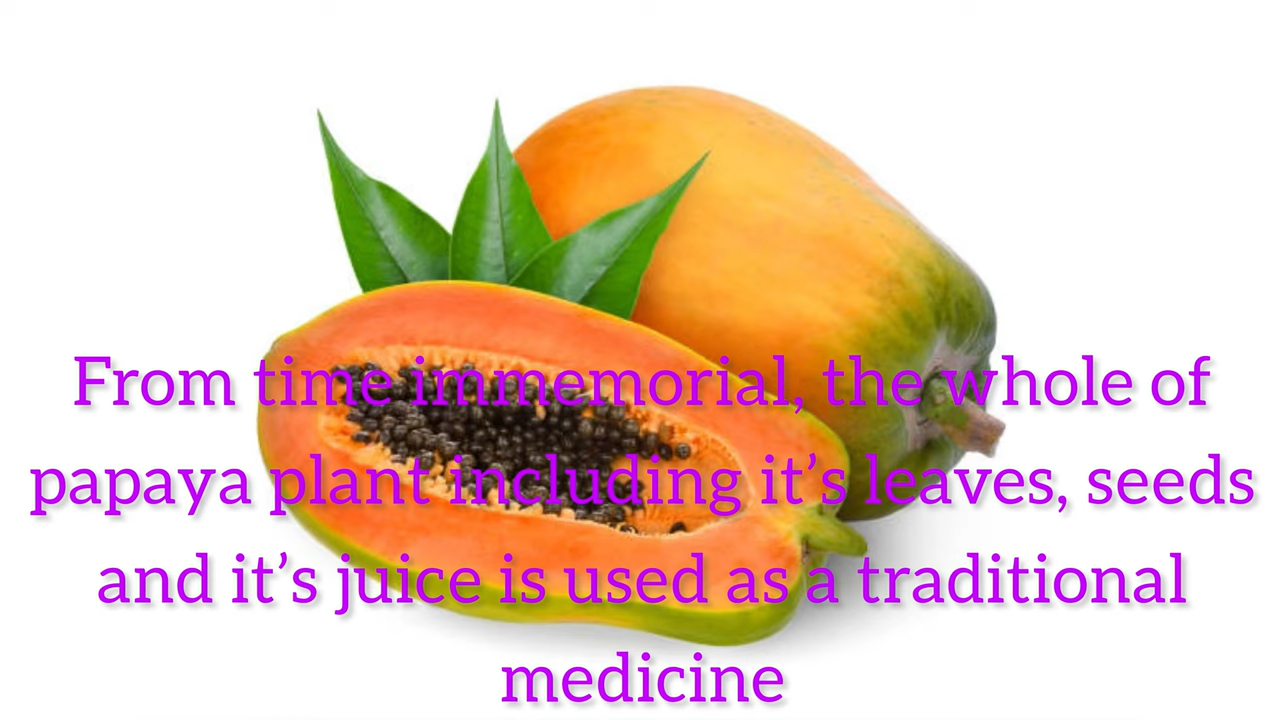 From time immemorial, the whole of
papaya plant including it’s leaves, seeds
and it’s juice is used as a traditional
medicine